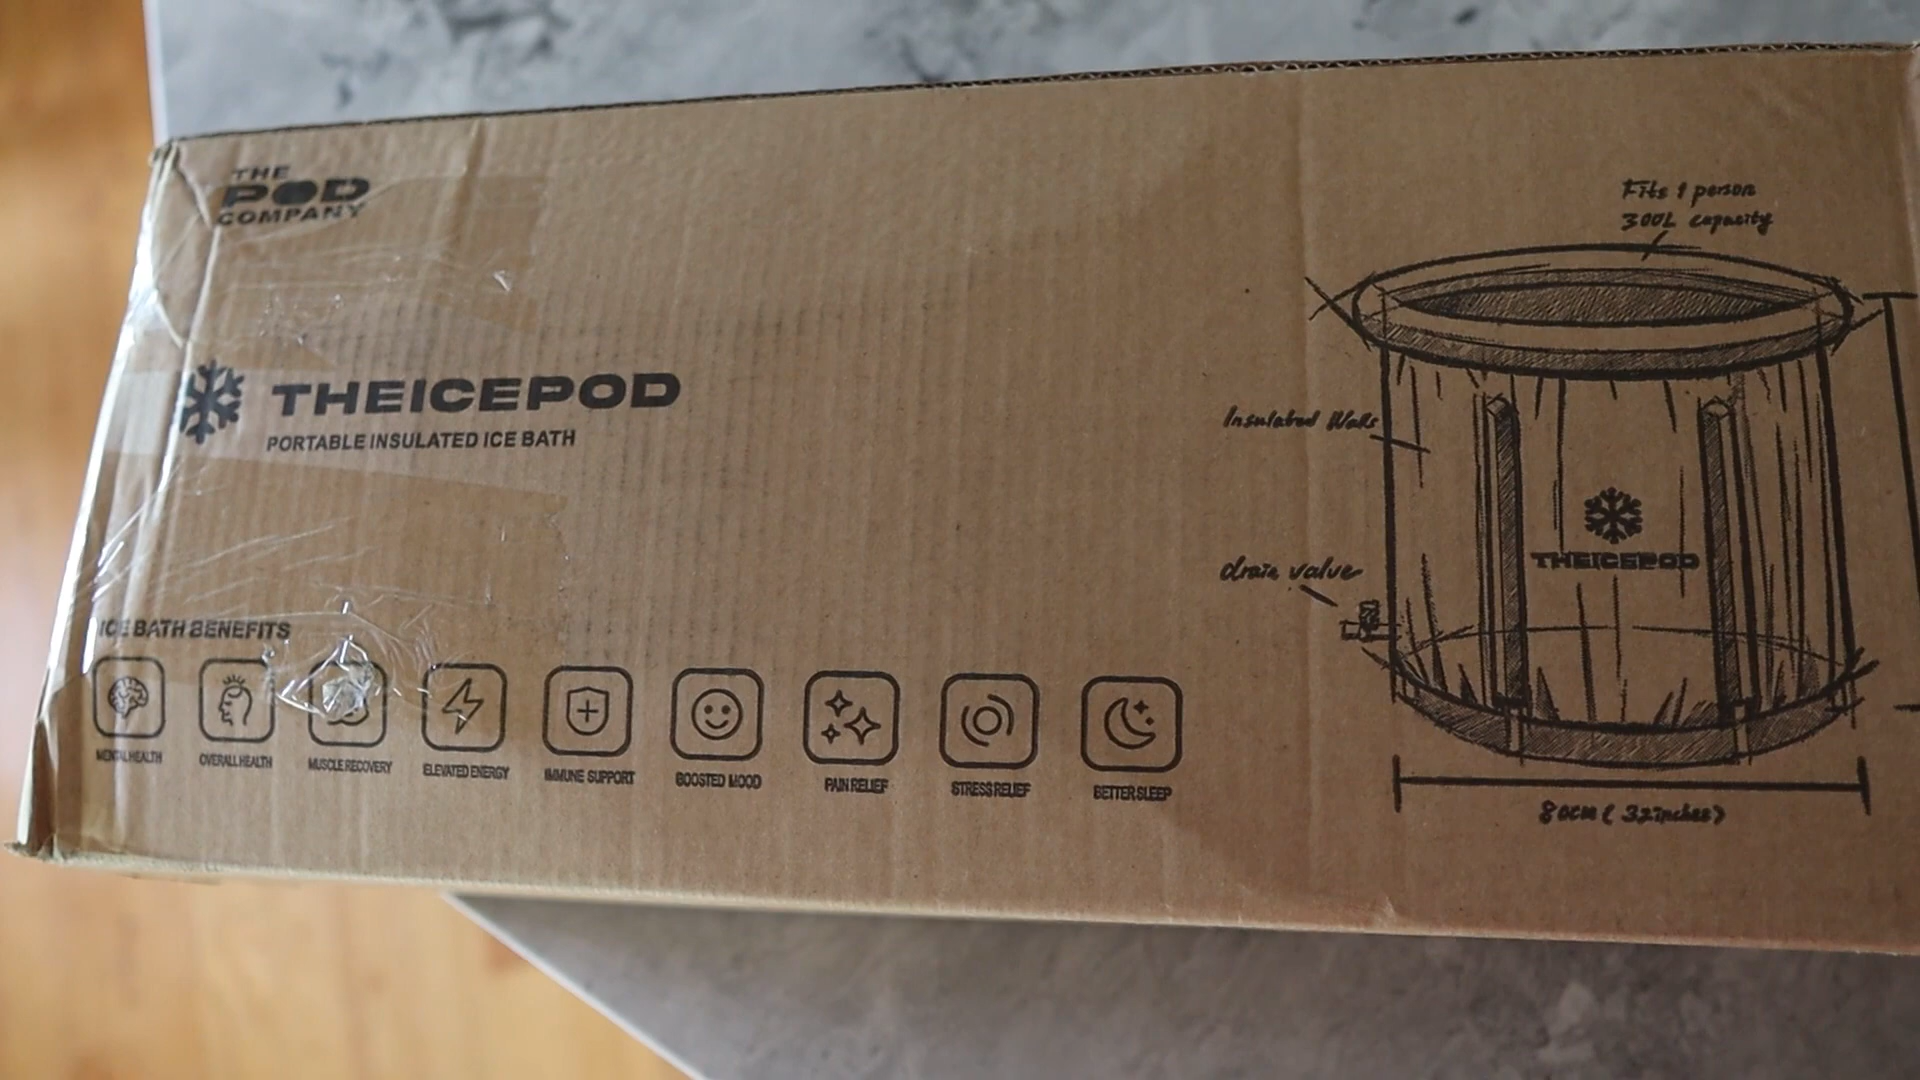 THE
POD
COMPANY
THEICEPOD
PORTABLE INSULATED ICE BATH
ICE BATH BENEFITS
MENTAL HEALTH
OVERALL HEALTH
MUSCLE RECOVERY
ELEVATED ENERGY
IMMUNE SUPPORT
BOOSTED MOOD
PAIN RELIEF
STRESS RELIEF
BETTER SLEEP
Fits 1 person
300L capacity
Insulated Walls
drain valve
THEICEPOD
80cm (32inches)